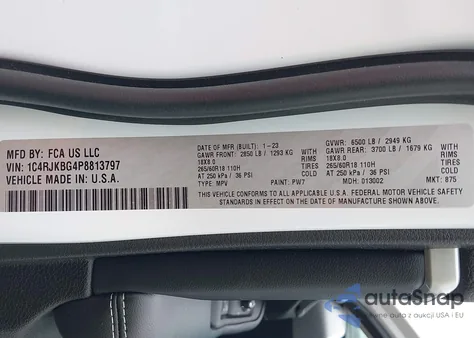 MFD BY: FCA US LLC
VIN: 1C4RJKBG4P8813797
VEHICLE MADE IN: U.S.A.
DATE OF MFR (BUILT): 1-23 GVWR: 6500 LB / 2949 KG
FRONT GAWR: 2850 LB / 1293 KG REAR GAWR: 3700 LB / 1679 KG
18X8.0 RIMS 18X8.0 RIMS
265/60R18 110H TIRES 265/60R18 110H TIRES
AT 250 kPa / 36 PSI COLD AT 250 kPa / 36 PSI COLD
TYPE: MPV PAINT: PW7 MDH: 013002 MKT: 875
THIS VEHICLE CONFORMS TO ALL APPLICABLE U.S.A. FEDERAL MOTOR VEHICLE SAFETY
STANDARDS IN EFFECT ON THE DATE OF MANUFACTURE SHOWN ABOVE.
autoSnap
auction z USA i EU